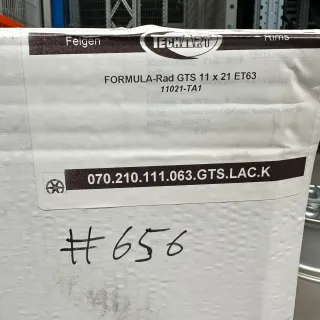 Felgen TECHART - Rims
FORMULA-Rad GTS 11 x 21 ET63
11021-TA1
070.210.111.063.GTS.LAC.K
#656